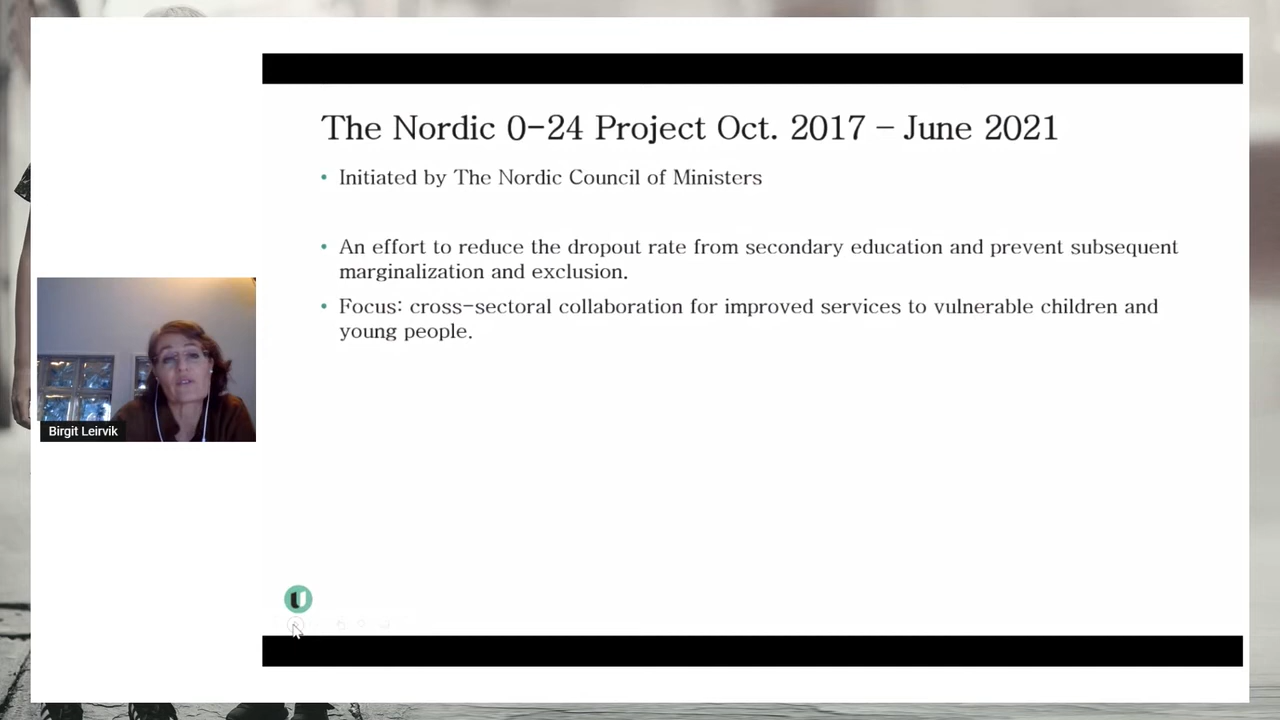 The Nordic 0-24 Project Oct. 2017 – June 2021
• Initiated by The Nordic Council of Ministers
• An effort to reduce the dropout rate from secondary education and prevent subsequent
marginalization and exclusion.
• Focus: cross-sectoral collaboration for improved services to vulnerable children and
young people.
Birgit Leirvik